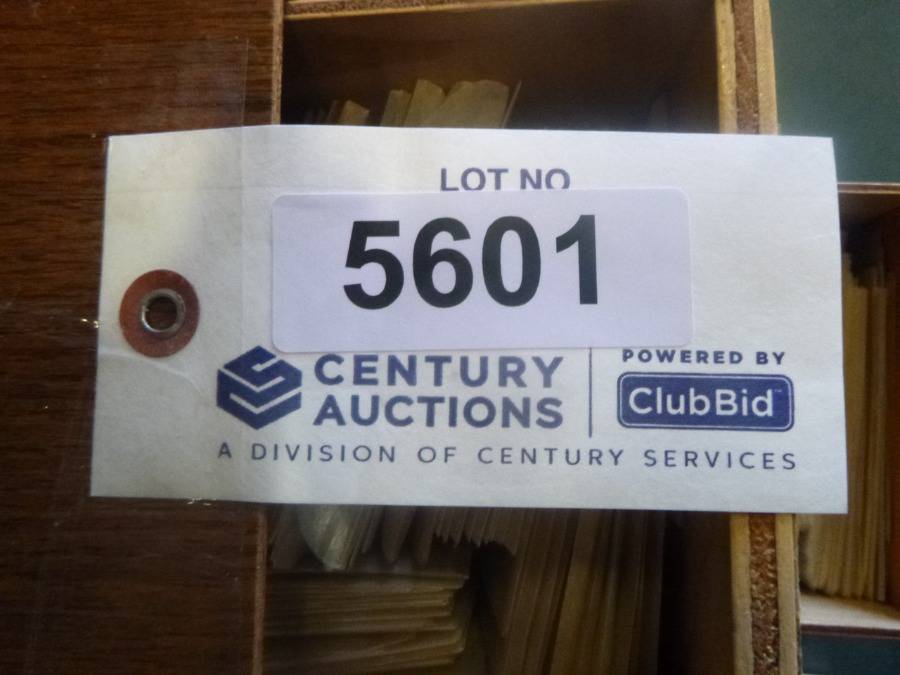 LOT NO
5601
CENTURY
AUCTIONS
POWERED BY
ClubBid
A DIVISION OF CENTURY SERVICES